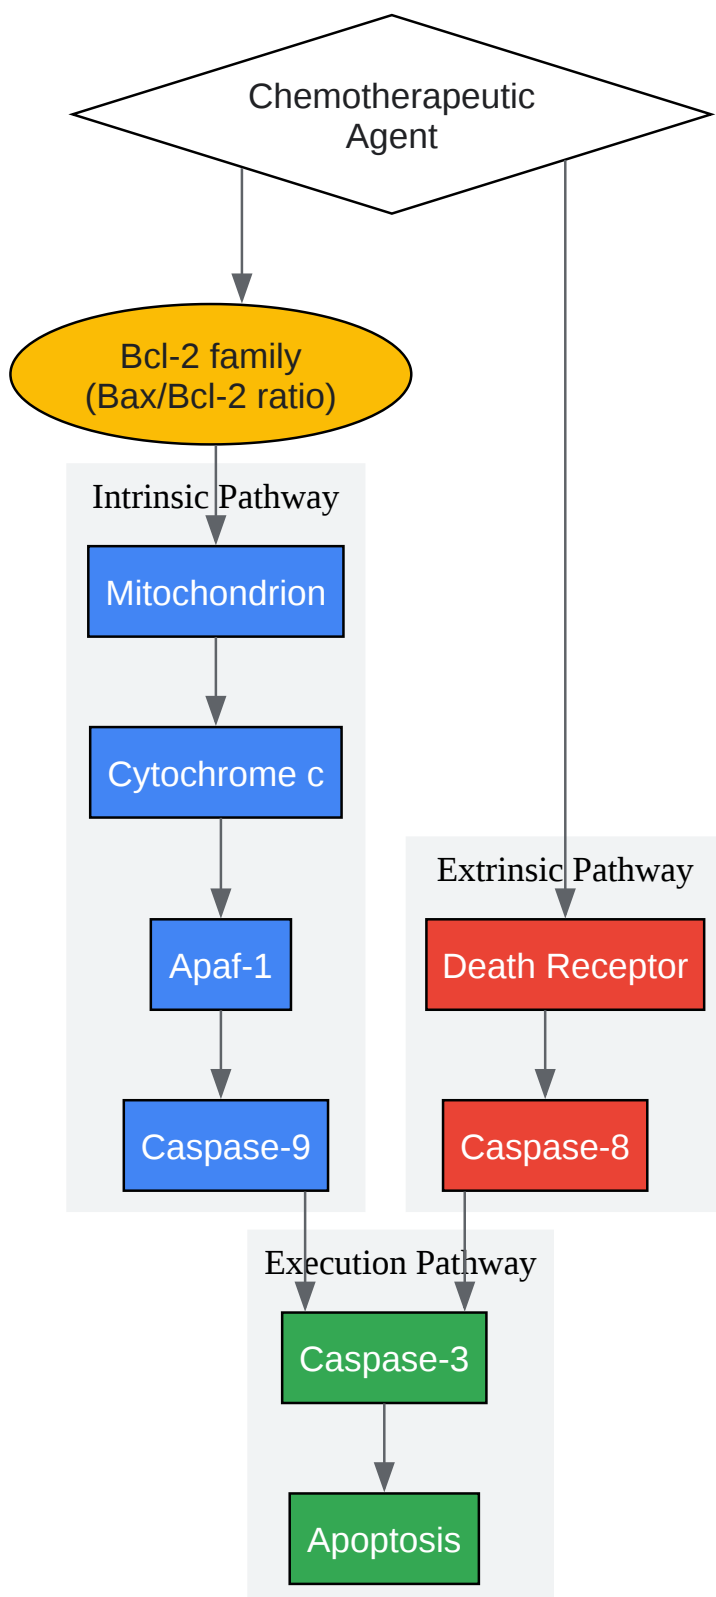 Chemotherapeutic
Agent
Bcl-2 family
(Bax/Bcl-2 ratio)
Intrinsic Pathway
Mitochondrion
Cytochrome c
Apaf-1
Caspase-9
Extrinsic Pathway
Death Receptor
Caspase-8
Execution Pathway
Caspase-3
Apoptosis